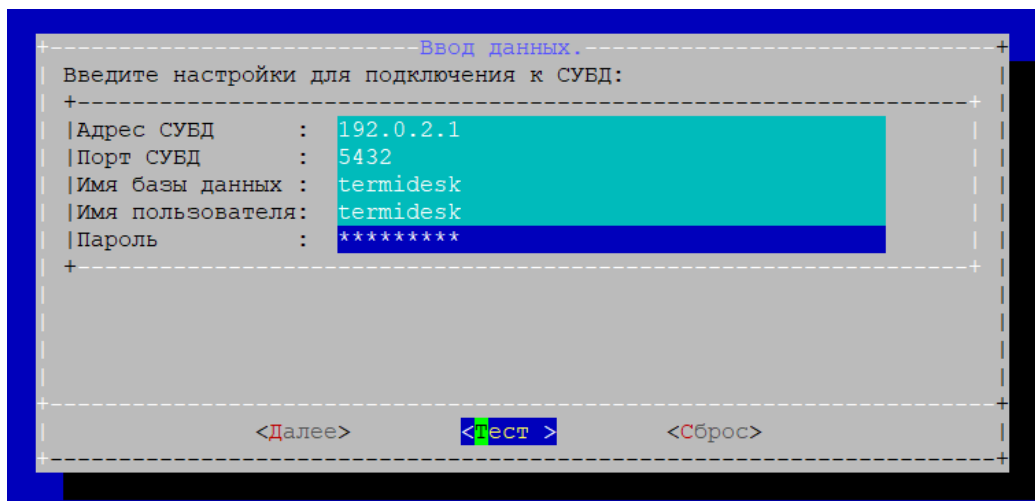 Ввод данных.
Введите настройки для подключения к СУБД:
Адрес СУБД : 192.0.2.1
Порт СУБД : 5432
Имя базы данных : termidesk
Имя пользователя: termidesk
Пароль : *********
<Далее> <Тест > <Сброс>